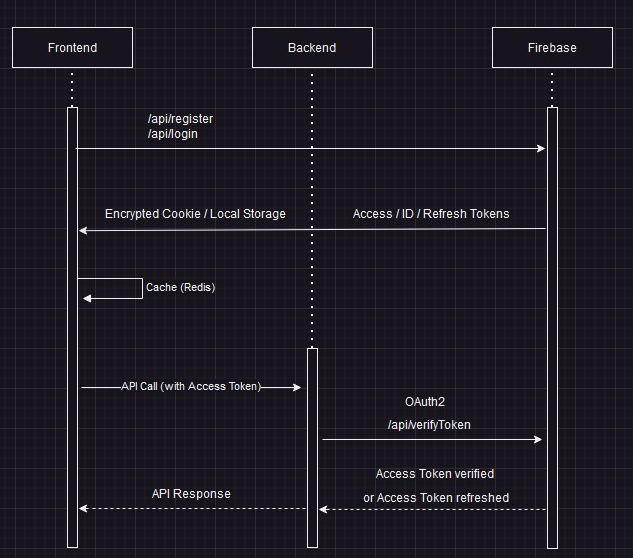 Frontend
Backend
Firebase
/api/register
/api/login
Encrypted Cookie / Local Storage
Access / ID / Refresh Tokens
Cache (Redis)
API Call (with Access Token)
OAuth2
/api/verifyToken
Access Token verified
or Access Token refreshed
API Response